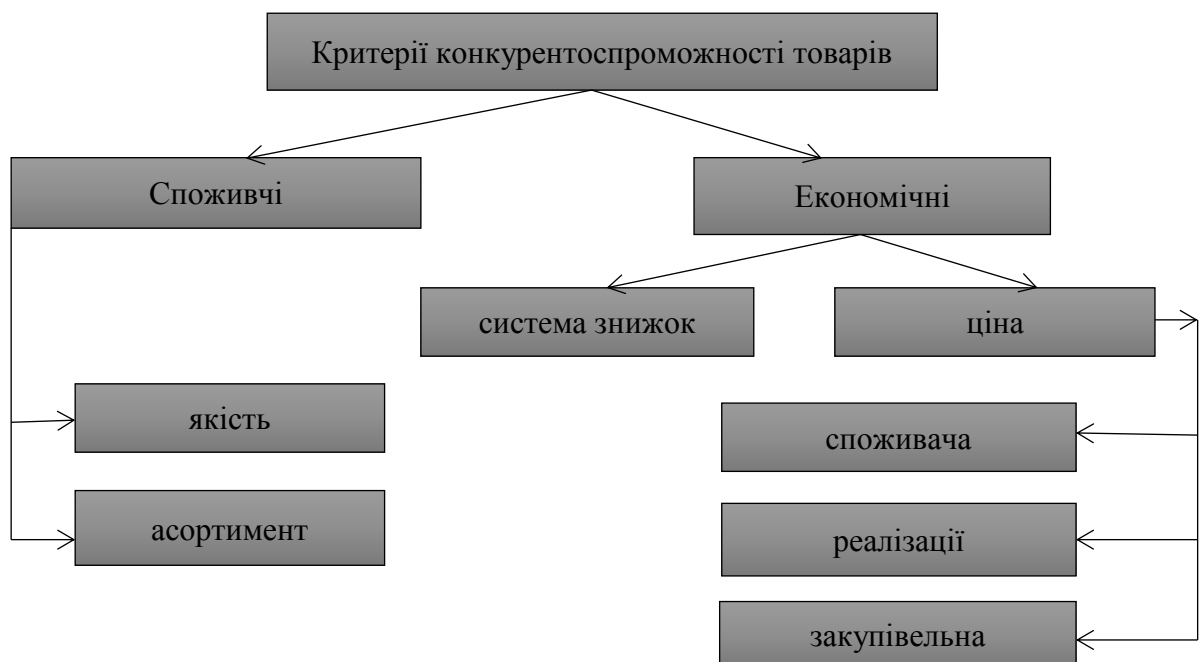 Критерії конкурентоспроможності товарів
Споживчі
Економічні
система знижок
ціна
якість
споживача
асортимент
реалізації
закупівельна